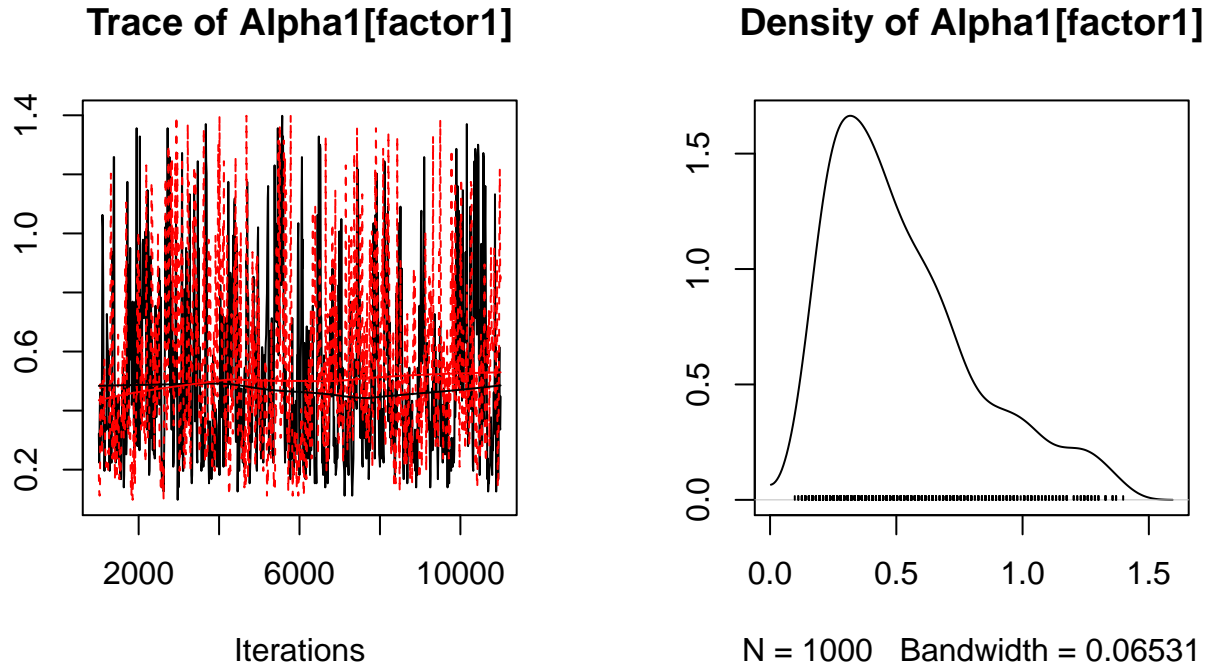 Trace of Alpha1[factor1]
1.4
1.0
0.6
0.2
2000 6000 10000
Iterations
Density of Alpha1[factor1]
1.5
1.0
0.5
0.0
0.0 0.5 1.0 1.5
N = 1000 Bandwidth = 0.06531